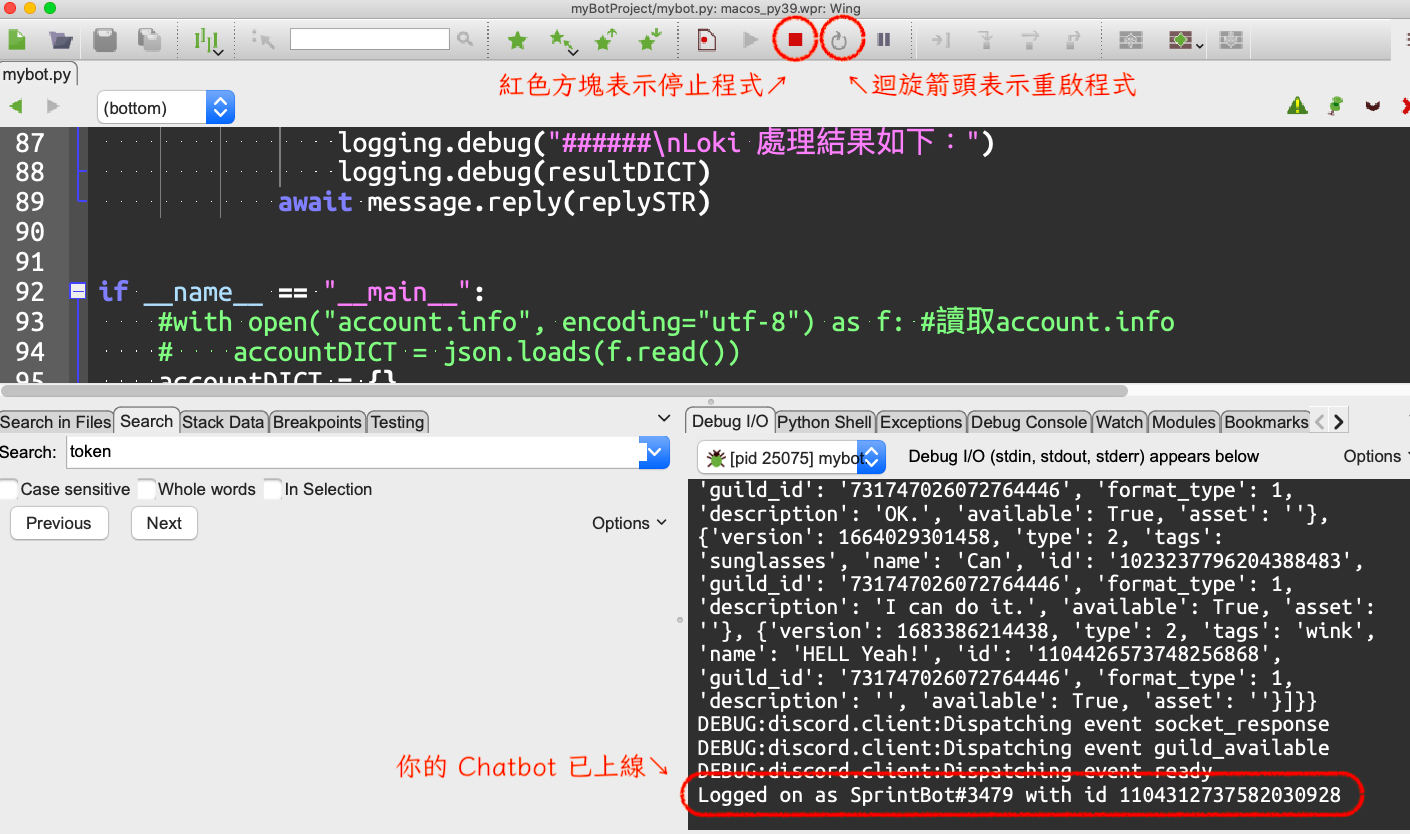 myBotProject/mybot.py: macos_py39.wpr: Wing
紅色方塊表示停止程式↗ ↖迴旋箭頭表示重啟程式
mybot.py
(bottom)
87 logging.debug("######\nLoki 處理結果如下：")
88 logging.debug(resultDICT)
89 await message.reply(replySTR)
90
91
92 if __name__ == "__main__":
93 #with open("account.info", encoding="utf-8") as f: #讀取account.info
94 # accountDICT = json.loads(f.read())
95 accountDICT = {}
Search in Files Search Stack Data Breakpoints Testing
Search: token
Case sensitive Whole words In Selection
Previous Next Options
Debug I/O Python Shell Exceptions Debug Console Watch Modules Bookmarks
[pid 25075] mybot Debug I/O (stdin, stdout, stderr) appears below Options
'guild_id': '731747026072764446', 'format_type': 1,
'description': 'OK.', 'available': True, 'asset': ''},
{'version': 1664029301458, 'type': 2, 'tags':
'sunglasses', 'name': 'Can', 'id': '1023237796204388483',
'guild_id': '731747026072764446', 'format_type': 1,
'description': 'I can do it.', 'available': True, 'asset':
''}, {'version': 1683386214438, 'type': 2, 'tags': 'wink',
'name': 'HELL Yeah!', 'id': '1104426573748256868',
'guild_id': '731747026072764446', 'format_type': 1,
'description': '', 'available': True, 'asset': ''}]}}
DEBUG:discord.client:Dispatching event socket_response
DEBUG:discord.client:Dispatching event guild_available
DEBUG:discord.client:Dispatching event ready
你的 Chatbot 已上線↘
Logged on as SprintBot#3479 with id 1104312737582030928